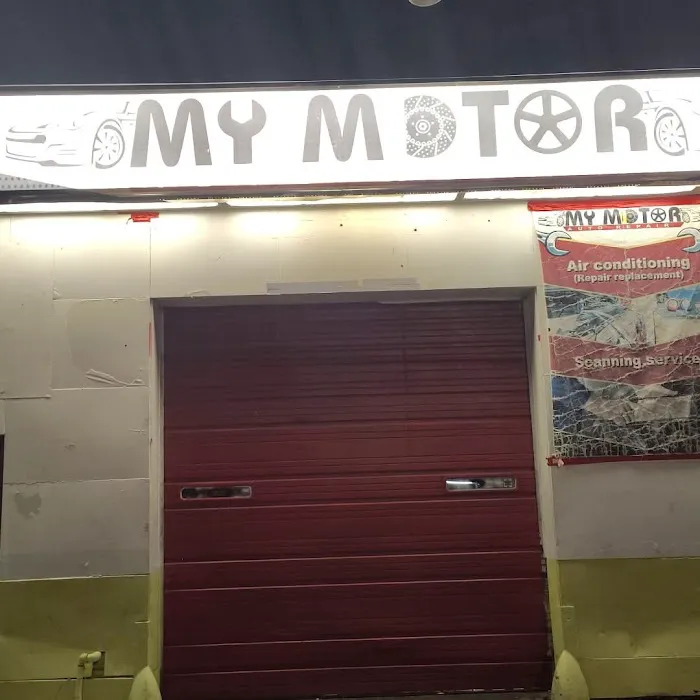 MY MOTOR
MY MOTOR
AUTO REPAIR
Air conditioning
(Repair replacement)
Scanning service